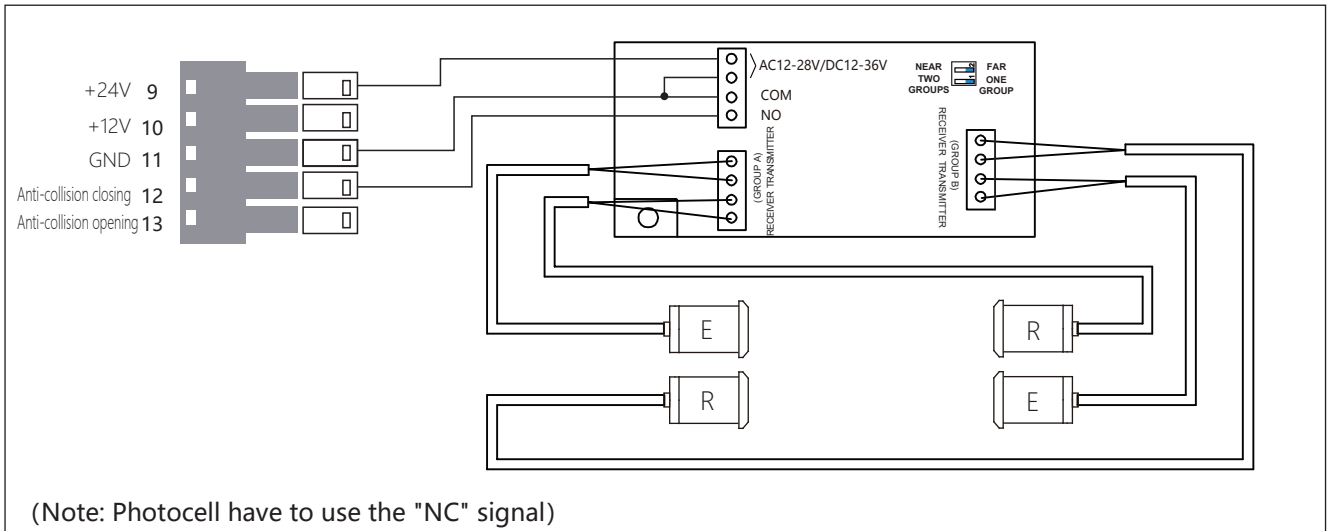 +24V 9
+12V 10
GND 11
Anti-collision closing 12
Anti-collision opening 13
AC12-28V/DC12-36V
COM
NO
NEAR
TWO
GROUPS
2
1
FAR
ONE
GROUP
(GROUP A)
RECEIVER TRANSMITTER
(GROUP B)
RECEIVER TRANSMITTER
E
R
R
E
(Note: Photocell have to use the "NC" signal)